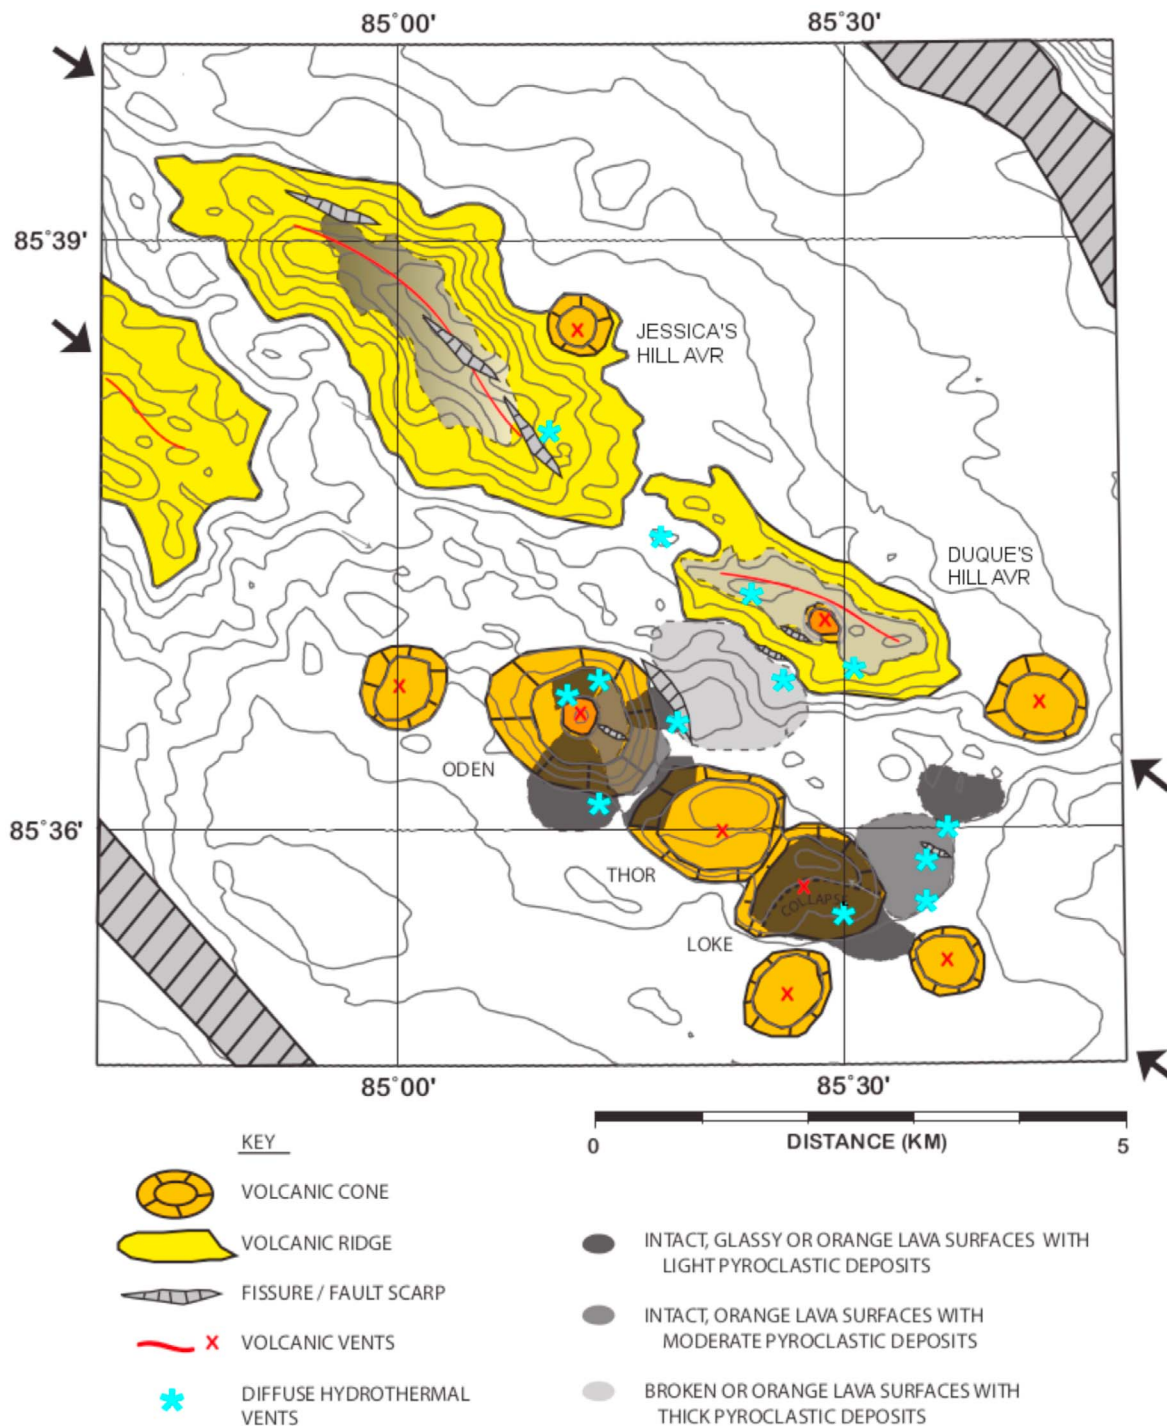 85˚00'
85˚30'
85˚39'
JESSICA'S
HILL AVR
DUQUE'S
HILL AVR
ODEN
85˚36'
THOR
COLLAPSE
LOKE
85˚00'
85˚30'
0
DISTANCE (KM)
5
KEY
VOLCANIC CONE
VOLCANIC RIDGE
FISSURE / FAULT SCARP
VOLCANIC VENTS
DIFFUSE HYDROTHERMAL
VENTS
INTACT, GLASSY OR ORANGE LAVA SURFACES WITH
LIGHT PYROCLASTIC DEPOSITS
INTACT, ORANGE LAVA SURFACES WITH
MODERATE PYROCLASTIC DEPOSITS
BROKEN OR ORANGE LAVA SURFACES WITH
THICK PYROCLASTIC DEPOSITS